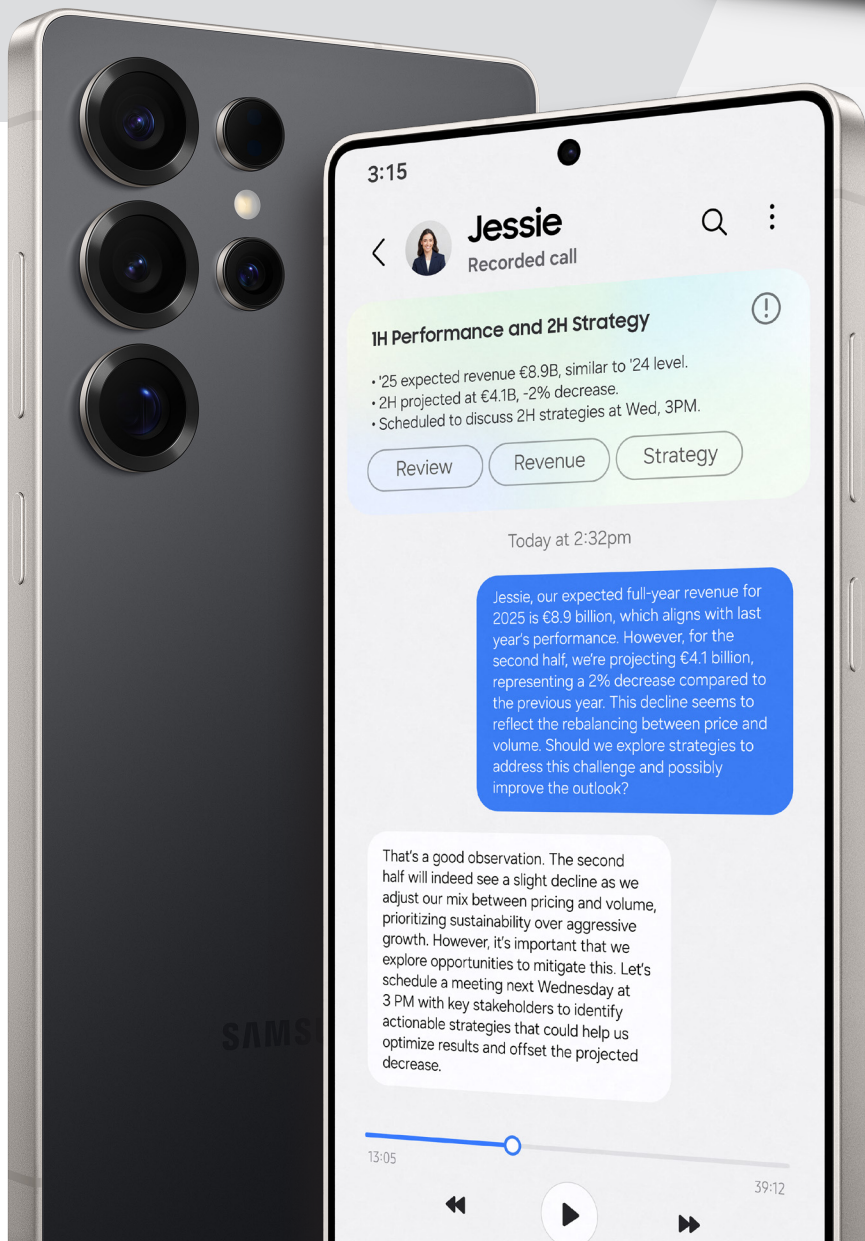 3:15
Jessie
Recorded call
1H Performance and 2H Strategy
• '25 expected revenue €8.9B, similar to '24 level.
• 2H projected at €4.1B, -2% decrease.
• Scheduled to discuss 2H strategies at Wed, 3PM.
Review Revenue Strategy
Today at 2:32pm
Jessie, our expected full-year revenue for
2025 is €8.9 billion, which aligns with last
year's performance. However, for the
second half, we're projecting €4.1 billion,
representing a 2% decrease compared to
the previous year. This decline seems to
reflect the rebalancing between price and
volume. Should we explore strategies to
address this challenge and possibly
improve the outlook?
That's a good observation. The second
half will indeed see a slight decline as we
adjust our mix between pricing and volume,
prioritizing sustainability over aggressive
growth. However, it's important that we
explore opportunities to mitigate this. Let's
schedule a meeting next Wednesday at
3 PM with key stakeholders to identify
actionable strategies that could help us
optimize results and offset the projected
decrease.
13:05
39:12
SAMS